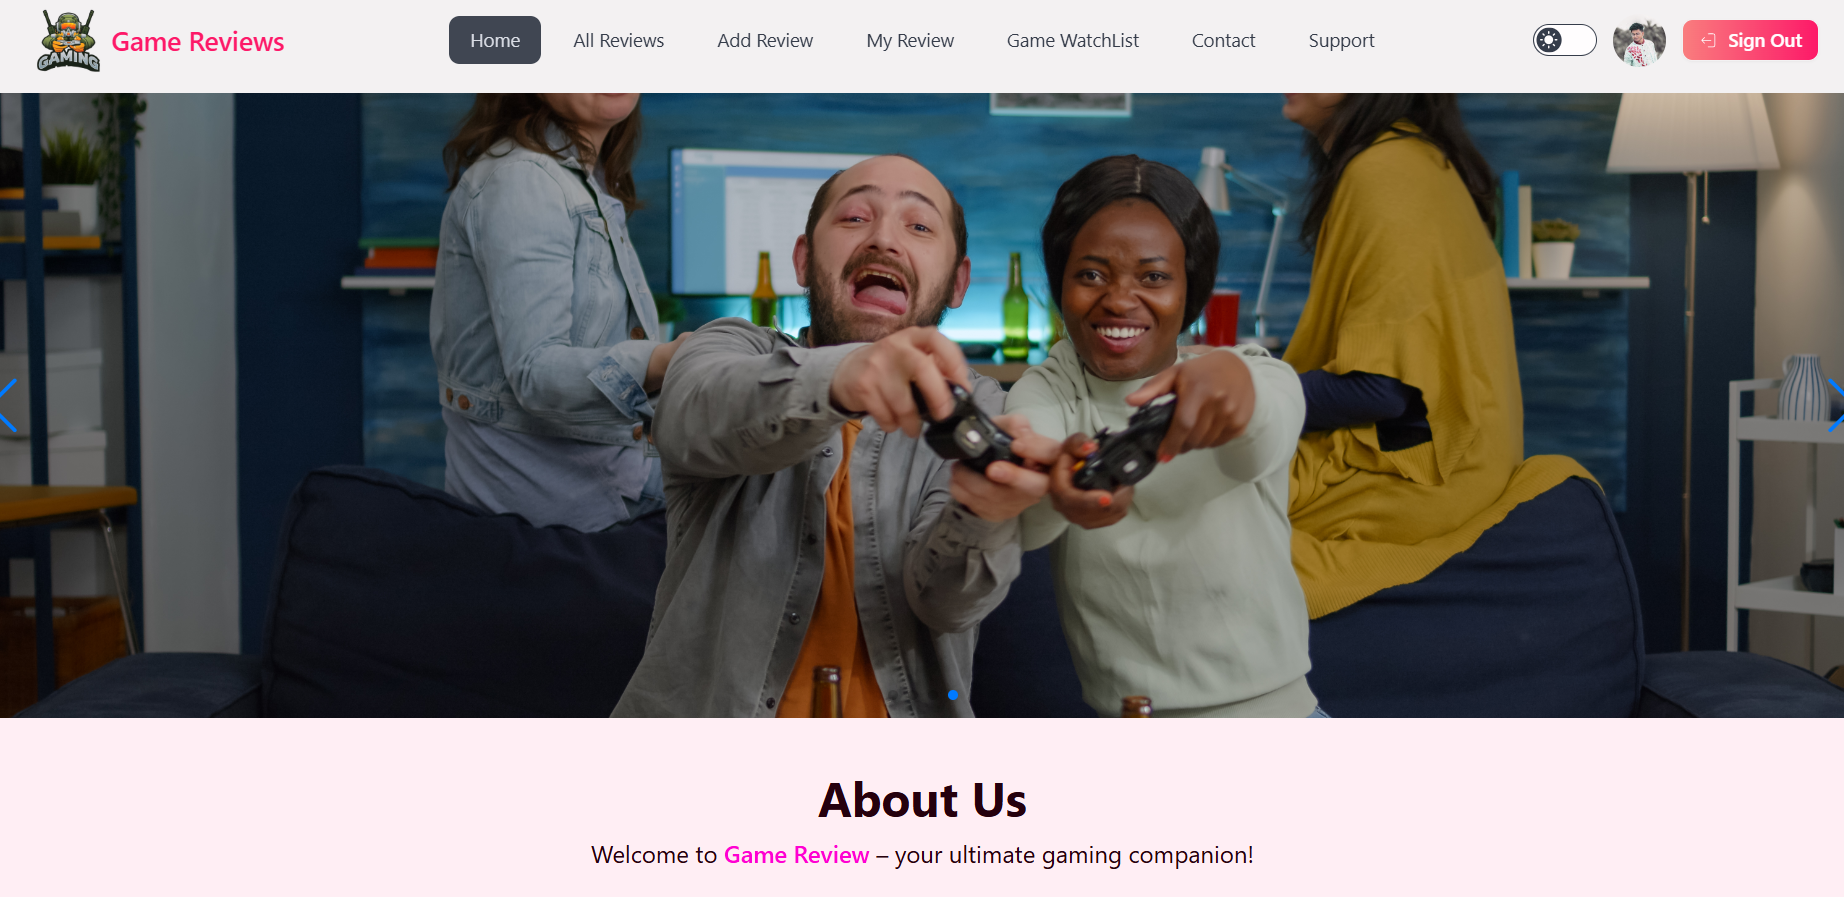 GAMING
Game Reviews
Home
All Reviews
Add Review
My Review
Game WatchList
Contact
Support
Sign Out
About Us
Welcome to Game Review – your ultimate gaming companion!